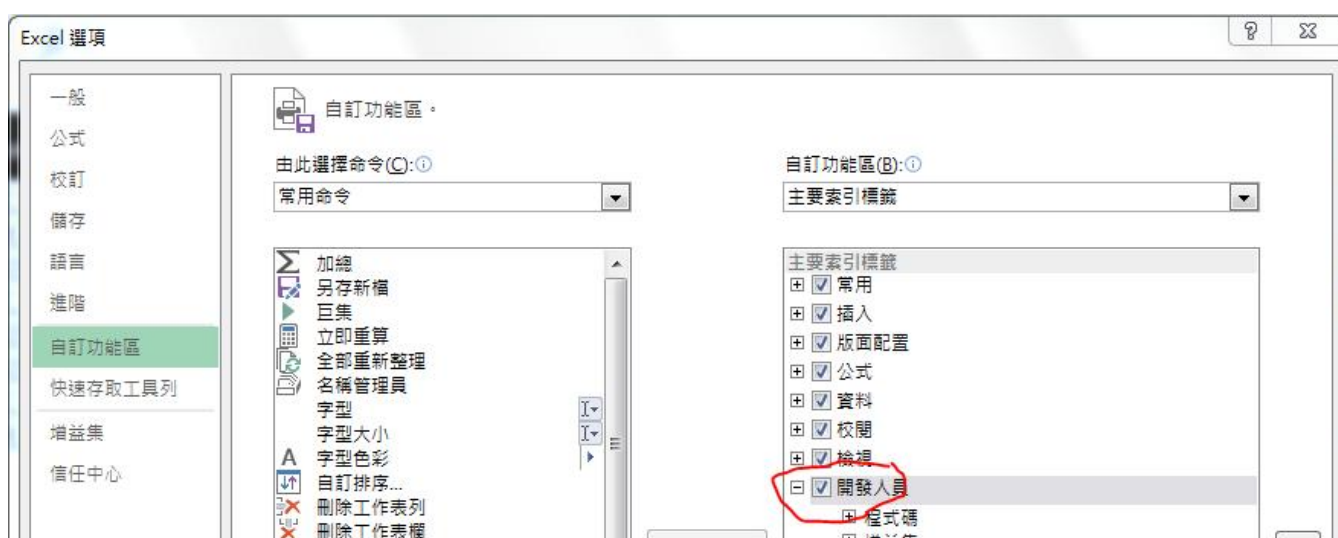 Excel 選項
一般
公式
校訂
儲存
語言
進階
自訂功能區
快速存取工具列
增益集
信任中心
自訂功能區。
由此選擇命令(C):
常用命令
加總
另存新檔
巨集
立即重算
全部重新整理
名稱管理員
字型
字型大小
字型色彩
自訂排序...
刪除工作表列
刪除工作表欄
自訂功能區(B):
主要索引標籤
主要索引標籤
常用
插入
版面配置
公式
資料
校閱
檢視
開發人員
程式碼
增益集